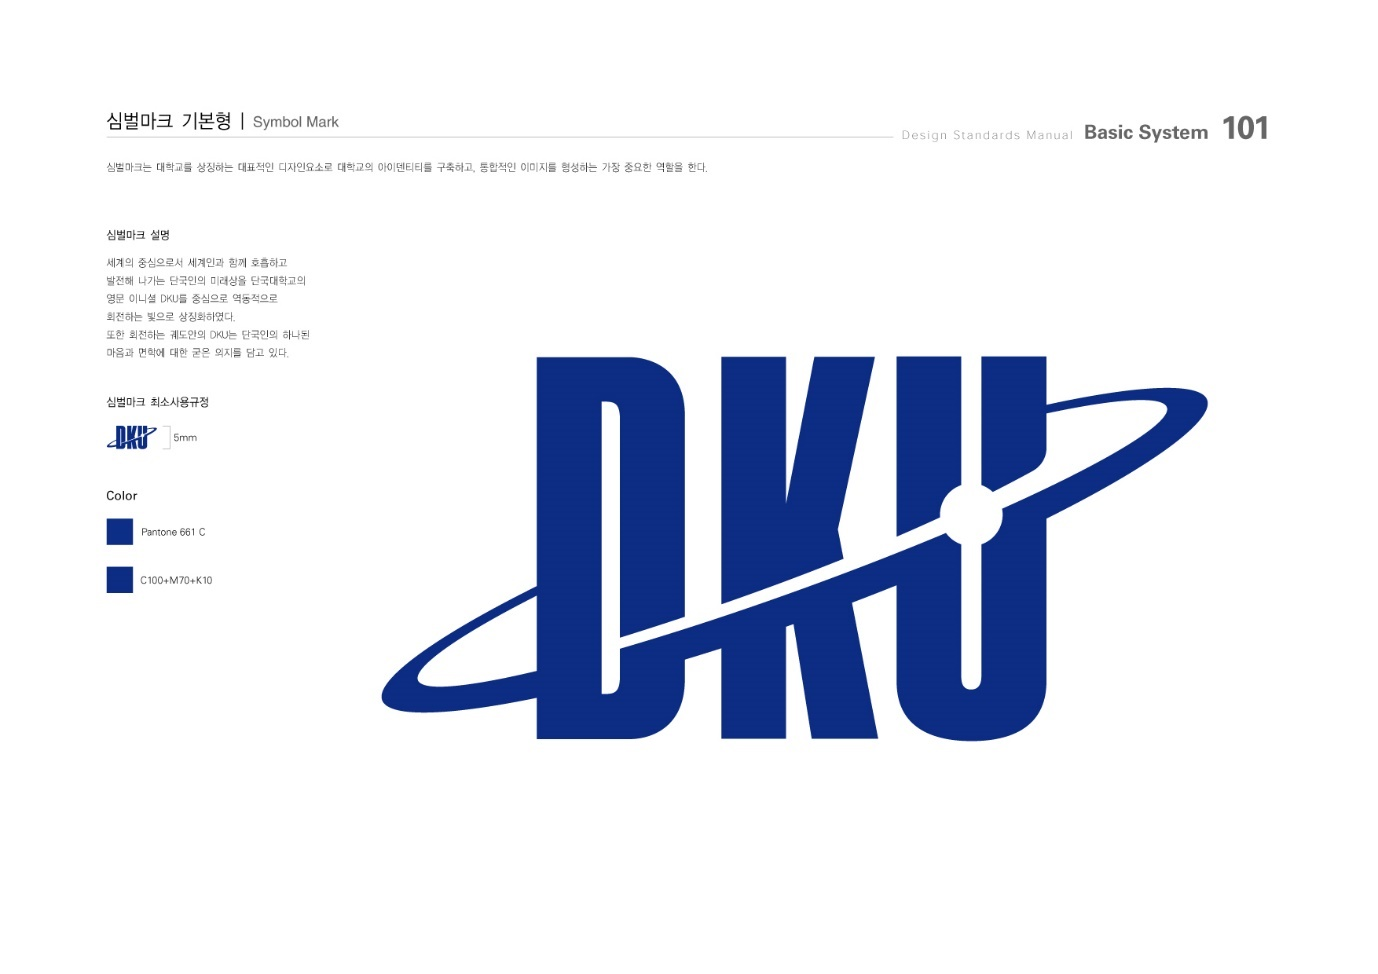 심벌마크 기본형 | Symbol Mark
Design Standards Manual Basic System 101
심벌마크는 대학교를 상징하는 대표적인 디자인요소로 대학교의 아이덴티티를 구축하고, 통합적인 이미지를 형성하는 가장 중요한 역할을 한다.
심벌마크 설명
세계의 중심으로서 세계인과 함께 호흡하고
발전해 나가는 단국인의 미래상을 단국대학교의
영문 이니셜 DKU를 중심으로 역동적으로
회전하는 빛으로 상징화하였다.
또한 회전하는 궤도안의 DKU는 단국인의 하나된
마음과 면학에 대한 굳은 의지를 담고 있다.
심벌마크 최소사용규정
DKU 5mm
Color
Pantone 661 C
C100+M70+K10
DKU